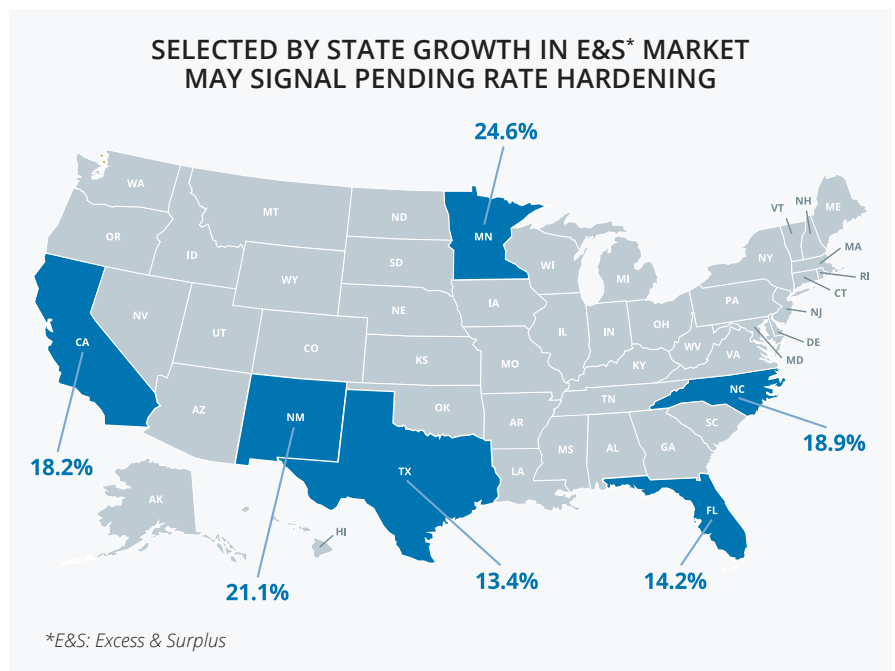 SELECTED BY STATE GROWTH IN E&S* MARKET
MAY SIGNAL PENDING RATE HARDENING
24.6%
WA
MT
ND
MN
VT
NH
ME
OR
ID
SD
WI
MI
NY
MA
RI
CT
WY
NV
NE
IA
PA
NJ
CA
UT
CO
IL
IN
OH
DE
MD
KS
MO
KY
WV
VA
AZ
NM
OK
AR
TN
NC
SC
MS
AL
GA
18.9%
18.2%
TX
LA
AK
FL
HI
21.1%
13.4%
14.2%
*E&S: Excess & Surplus